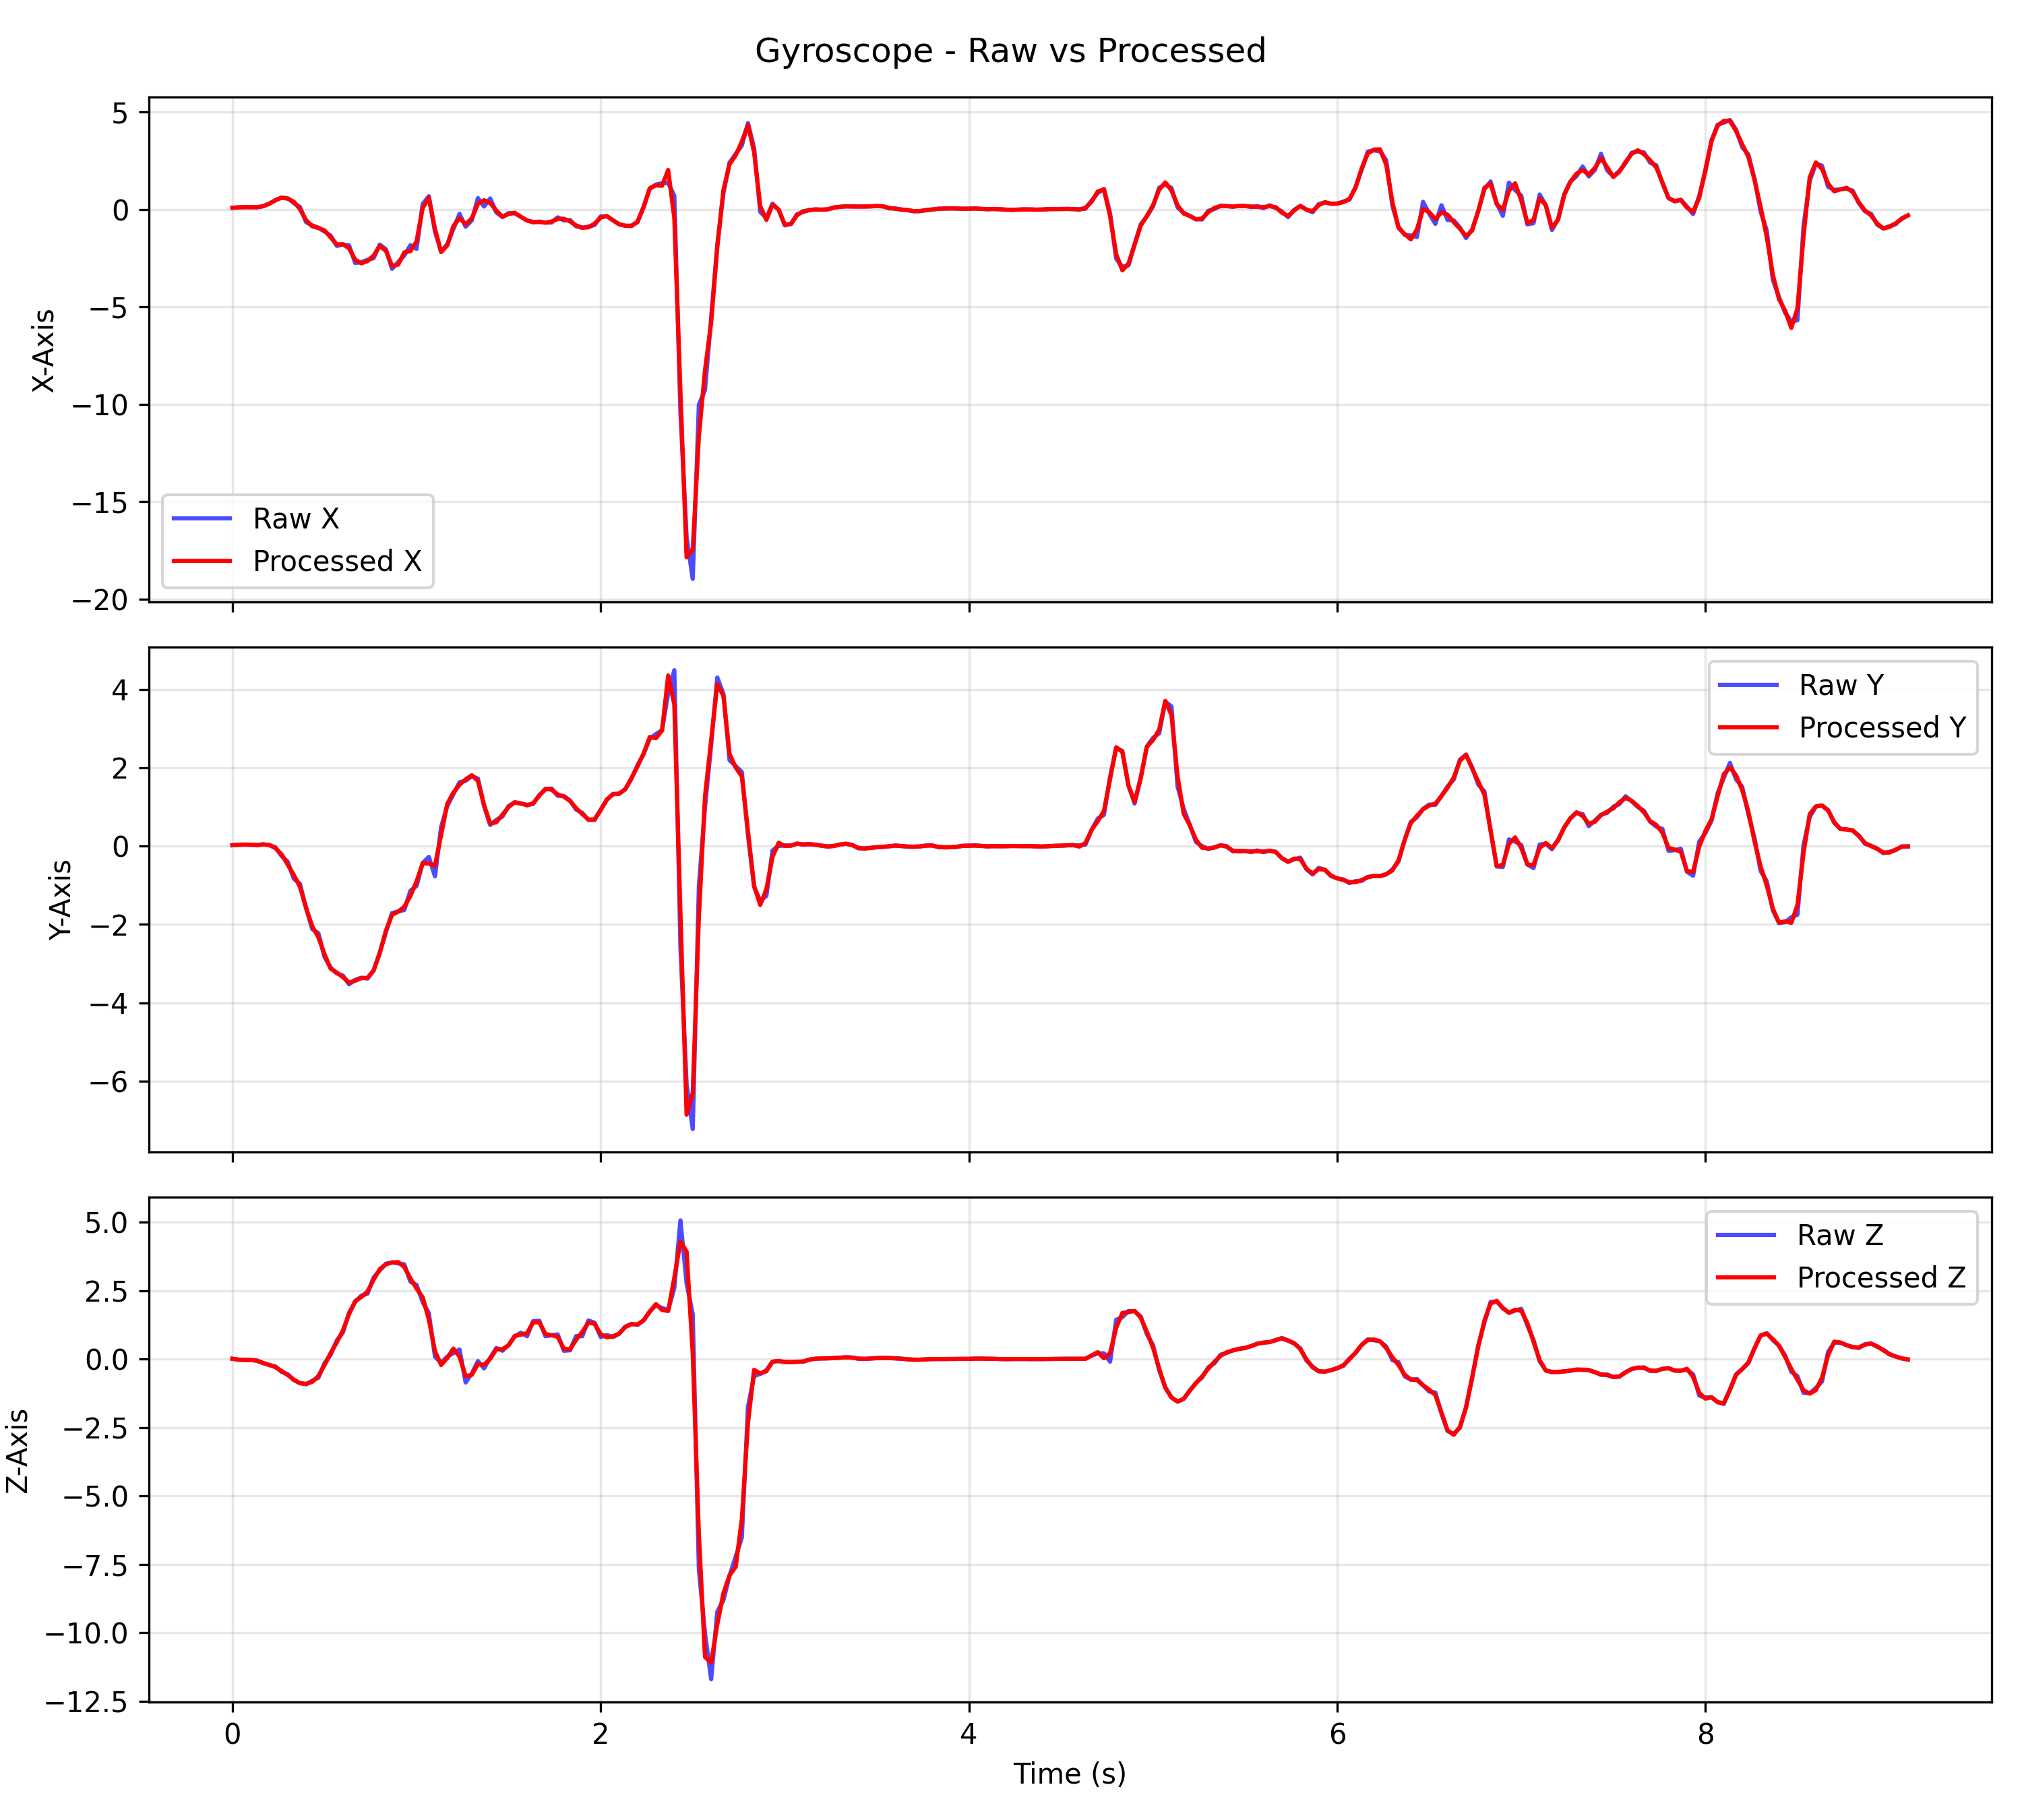 Gyroscope - Raw vs Processed
5
0
−5
−10
−15
−20
X-Axis
Raw X
Processed X
4
2
0
−2
−4
−6
Y-Axis
Raw Y
Processed Y
5.0
2.5
0.0
−2.5
−5.0
−7.5
−10.0
−12.5
Z-Axis
Raw Z
Processed Z
0 2 4 6 8
Time (s)